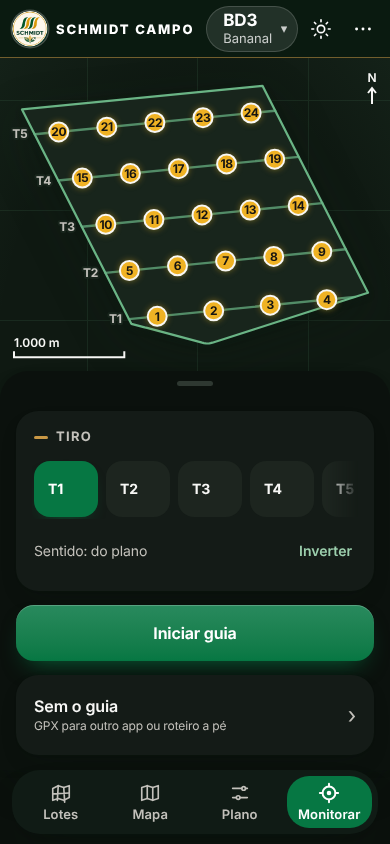 SCHMIDT
SCHMIDT CAMPO
BD3
Bananal
N
T5
20 21 22 23 24
T4
15 16 17 18 19
T3
10 11 12 13 14
T2
5 6 7 8 9
T1
1 2 3 4
1.000 m
TIRO
T1 T2 T3 T4 T5
Sentido: do plano
Inverter
Iniciar guia
Sem o guia
GPX para outro app ou roteiro a pé
Lotes Mapa Plano Monitorar